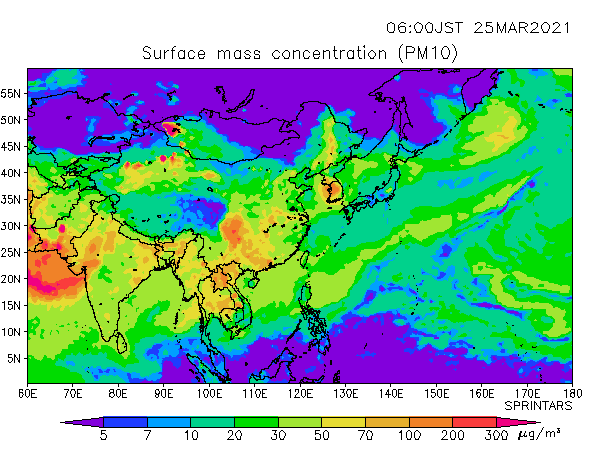 06:00JST 25MAR2021
Surface mass concentration (PM10)
55N
50N
45N
40N
35N
30N
25N
20N
15N
10N
5N
60E 70E 80E 90E 100E 110E 120E 130E 140E 150E 160E 170E 180
SPRINTARS
5 7 10 20 30 50 70 100 200 300 μg/m³